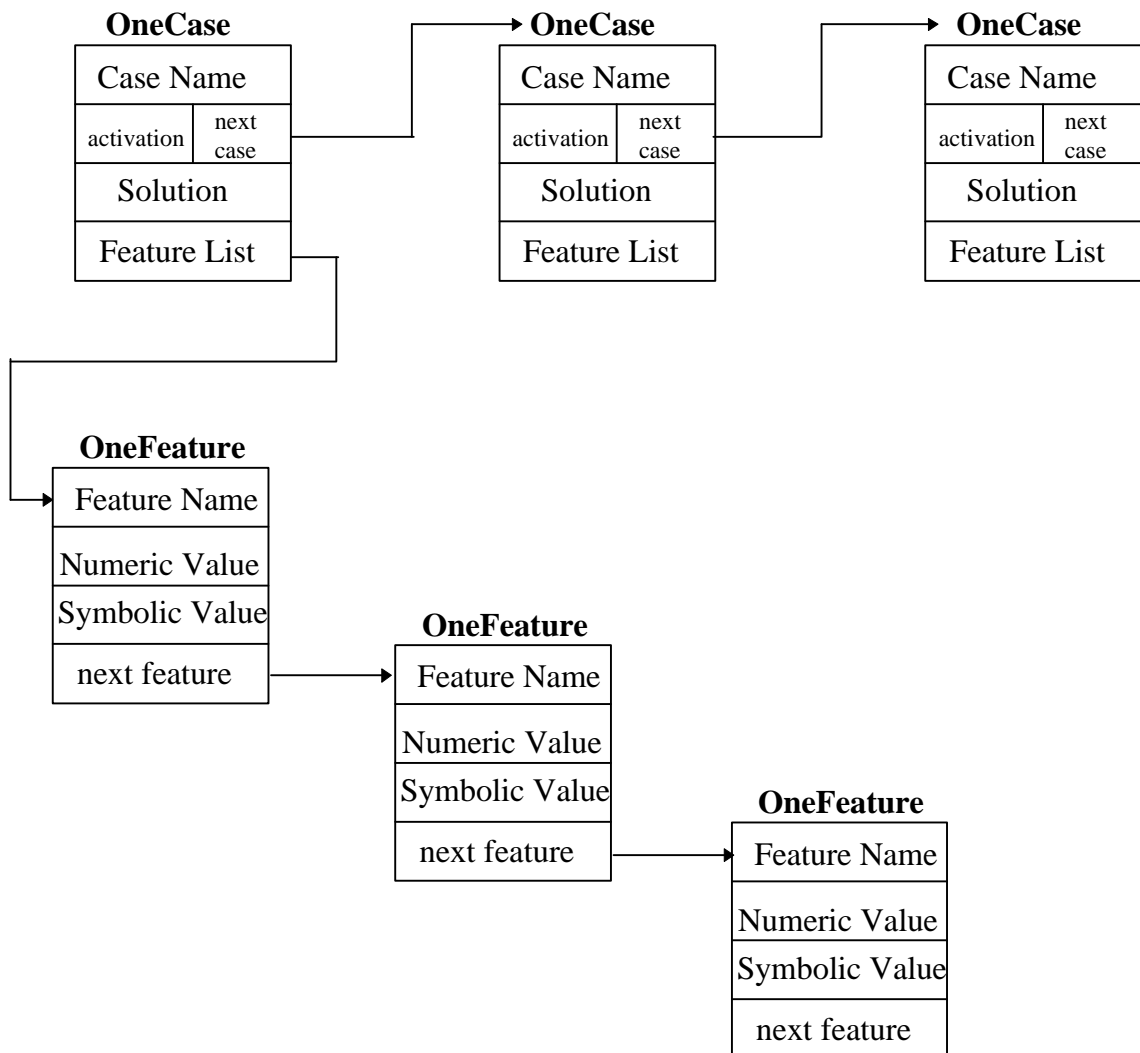 OneCase
Case Name
activation
next
case
Solution
Feature List
OneCase
Case Name
activation
next
case
Solution
Feature List
OneCase
Case Name
activation
next
case
Solution
Feature List
OneFeature
Feature Name
Numeric Value
Symbolic Value
next feature
OneFeature
Feature Name
Numeric Value
Symbolic Value
next feature
OneFeature
Feature Name
Numeric Value
Symbolic Value
next feature